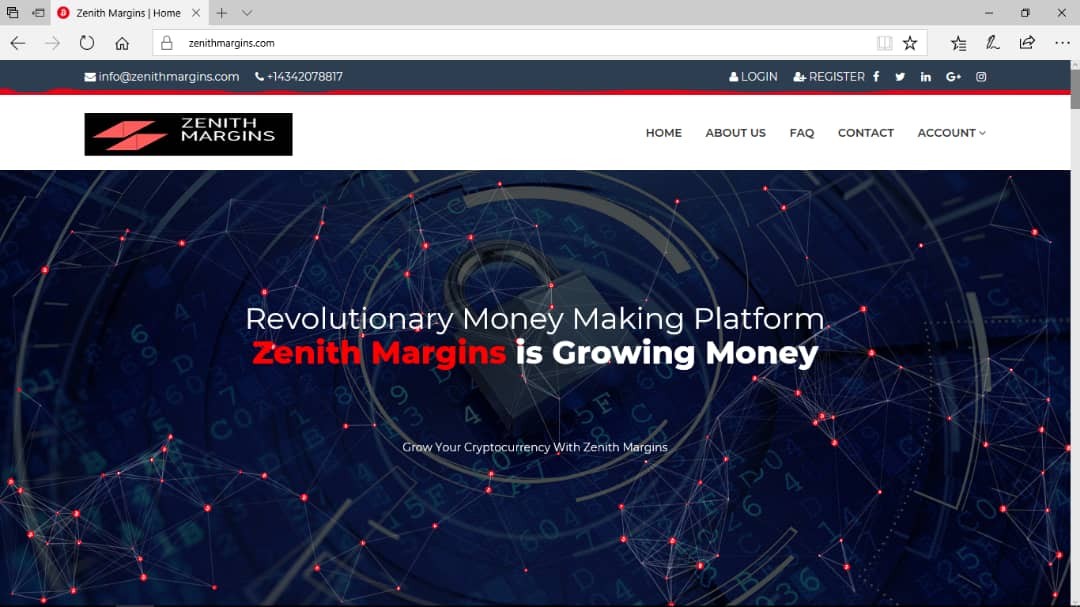 Zenith Margins | Home
zenithmargins.com
info@zenithmargins.com +14342078817 LOGIN REGISTER
ZENITH
MARGINS
HOME ABOUT US FAQ CONTACT ACCOUNT
Revolutionary Money Making Platform
Zenith Margins is Growing Money
Grow Your Cryptocurrency With Zenith Margins